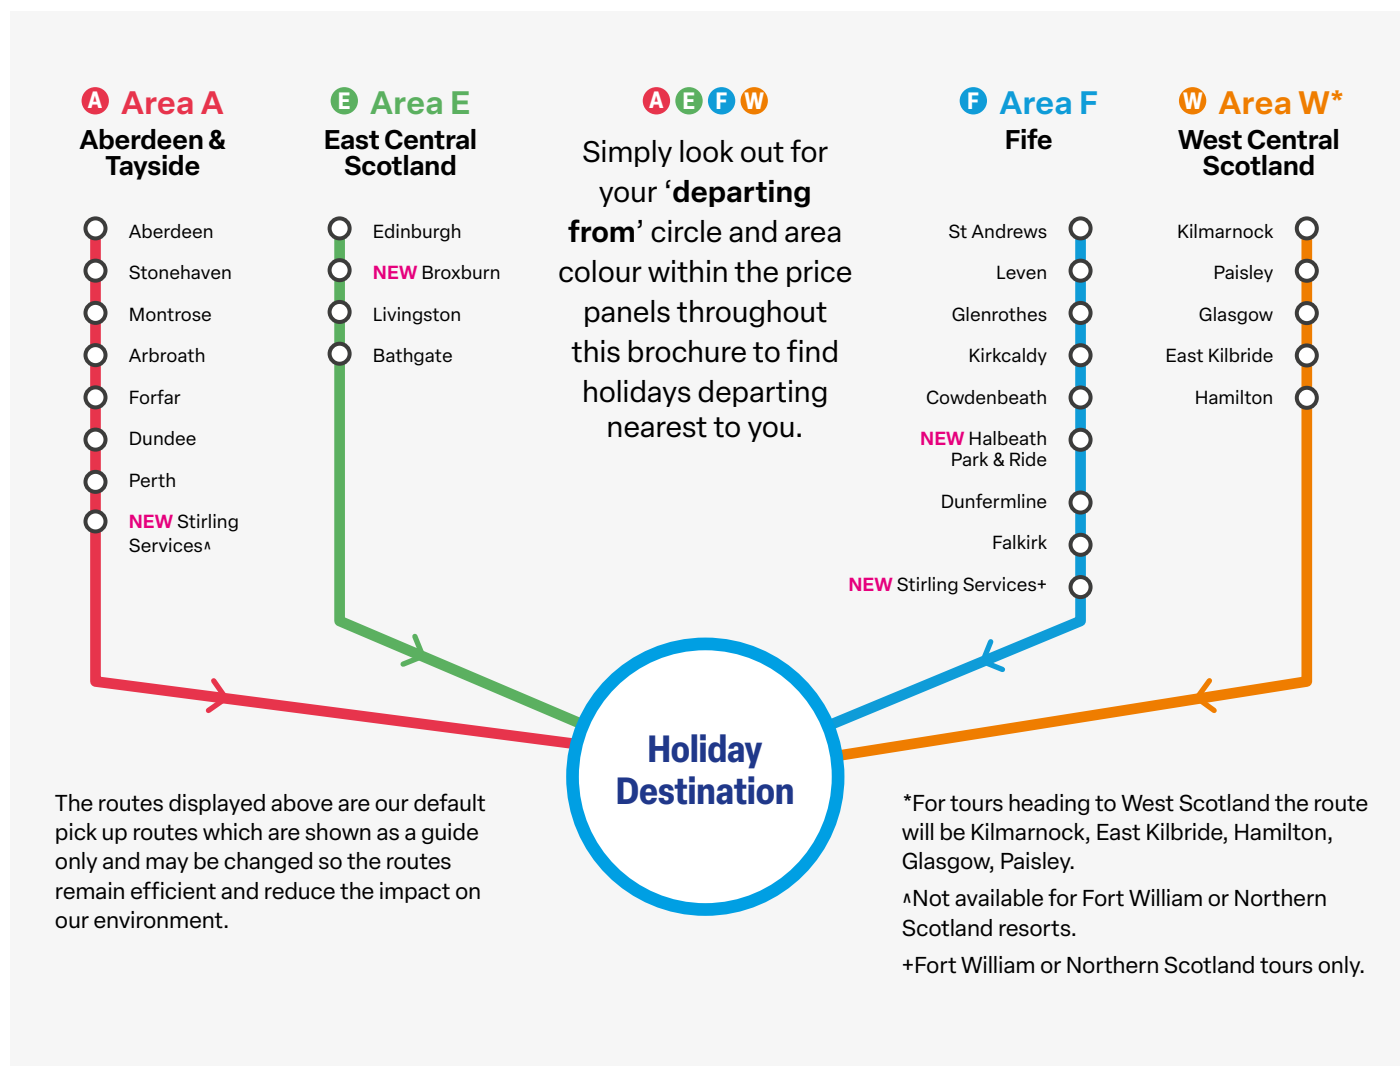 A Area A
Aberdeen &
Tayside
Aberdeen
Stonehaven
Montrose
Arbroath
Forfar
Dundee
Perth
NEW Stirling
Services^
E Area E
East Central
Scotland
Edinburgh
NEW Broxburn
Livingston
Bathgate
A E F W
Simply look out for
your ‘departing
from’ circle and area
colour within the price
panels throughout
this brochure to find
holidays departing
nearest to you.
F Area F
Fife
St Andrews
Leven
Glenrothes
Kirkcaldy
Cowdenbeath
NEW Halbeath
Park & Ride
Dunfermline
Falkirk
NEW Stirling Services+
W Area W*
West Central
Scotland
Kilmarnock
Paisley
Glasgow
East Kilbride
Hamilton
Holiday
Destination
The routes displayed above are our default
pick up routes which are shown as a guide
only and may be changed so the routes
remain efficient and reduce the impact on
our environment.
*For tours heading to West Scotland the route
will be Kilmarnock, East Kilbride, Hamilton,
Glasgow, Paisley.
^Not available for Fort William or Northern
Scotland resorts.
+Fort William or Northern Scotland tours only.